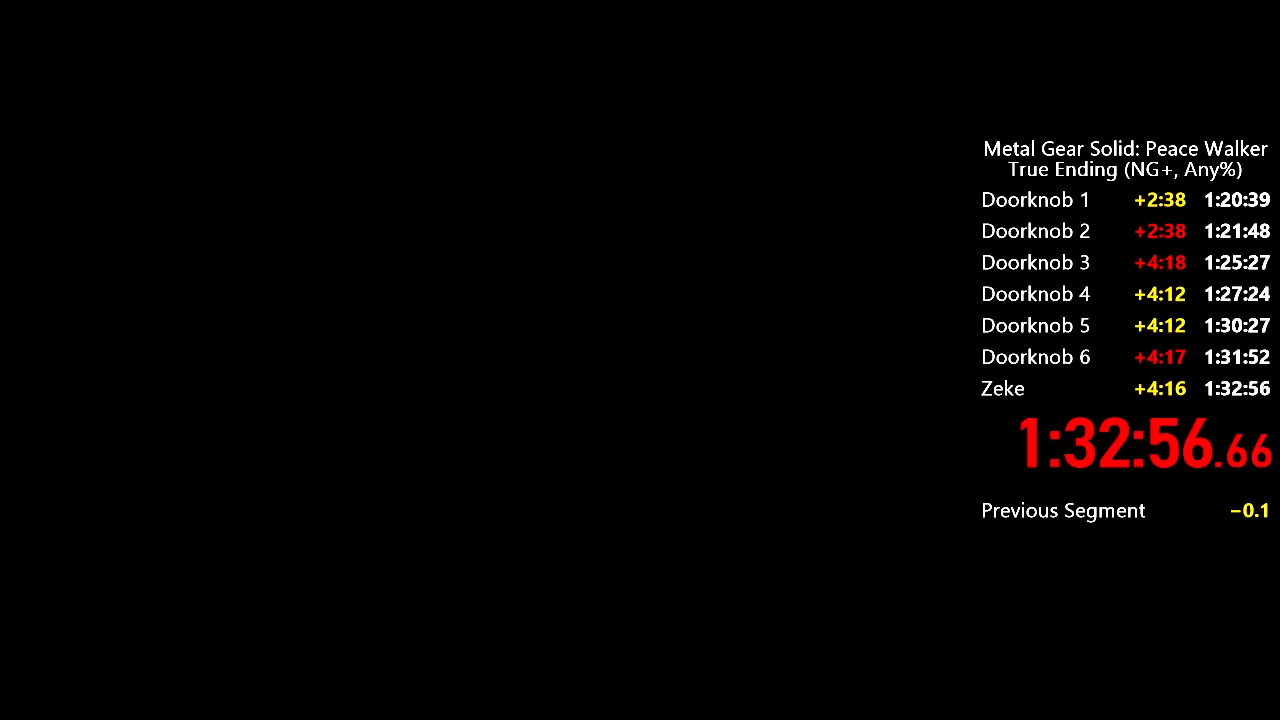 Metal Gear Solid: Peace Walker
True Ending (NG+, Any%)
Doorknob 1 +2:38 1:20:39
Doorknob 2 +2:38 1:21:48
Doorknob 3 +4:18 1:25:27
Doorknob 4 +4:12 1:27:24
Doorknob 5 +4:12 1:30:27
Doorknob 6 +4:17 1:31:52
Zeke +4:16 1:32:56
1:32:56.66
Previous Segment −0.1